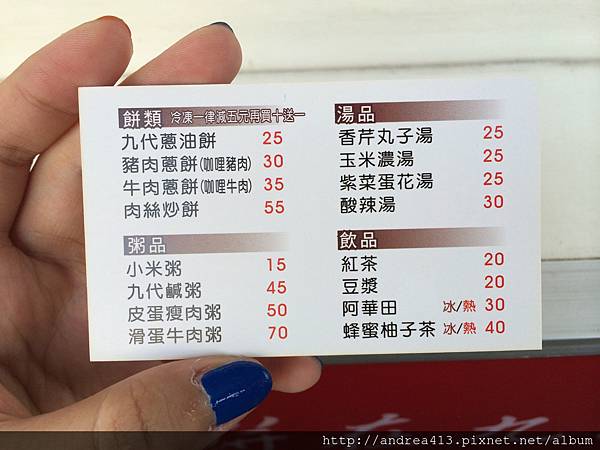 餅類 冷凍一律減五元再買十送一
九代蔥油餅 25
豬肉蔥餅(咖哩豬肉) 30
牛肉蔥餅(咖哩牛肉) 35
肉絲炒餅 55
粥品
小米粥 15
九代鹹粥 45
皮蛋瘦肉粥 50
滑蛋牛肉粥 70
湯品
香芹丸子湯 25
玉米濃湯 25
紫菜蛋花湯 25
酸辣湯 30
飲品
紅茶 20
豆漿 20
阿華田 冰/熱 30
蜂蜜柚子茶 冰/熱 40
http://andrea413.pixnet.net/album